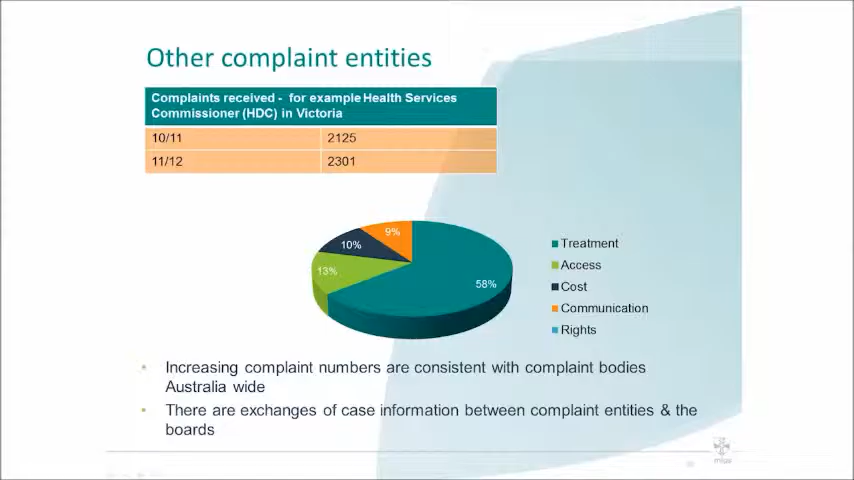 Other complaint entities
Complaints received - for example Health Services
Commissioner (HDC) in Victoria
10/11 2125
11/12 2301
9%
10%
13%
58%
Treatment
Access
Cost
Communication
Rights
Increasing complaint numbers are consistent with complaint bodies
Australia wide
There are exchanges of case information between complaint entities & the
boards